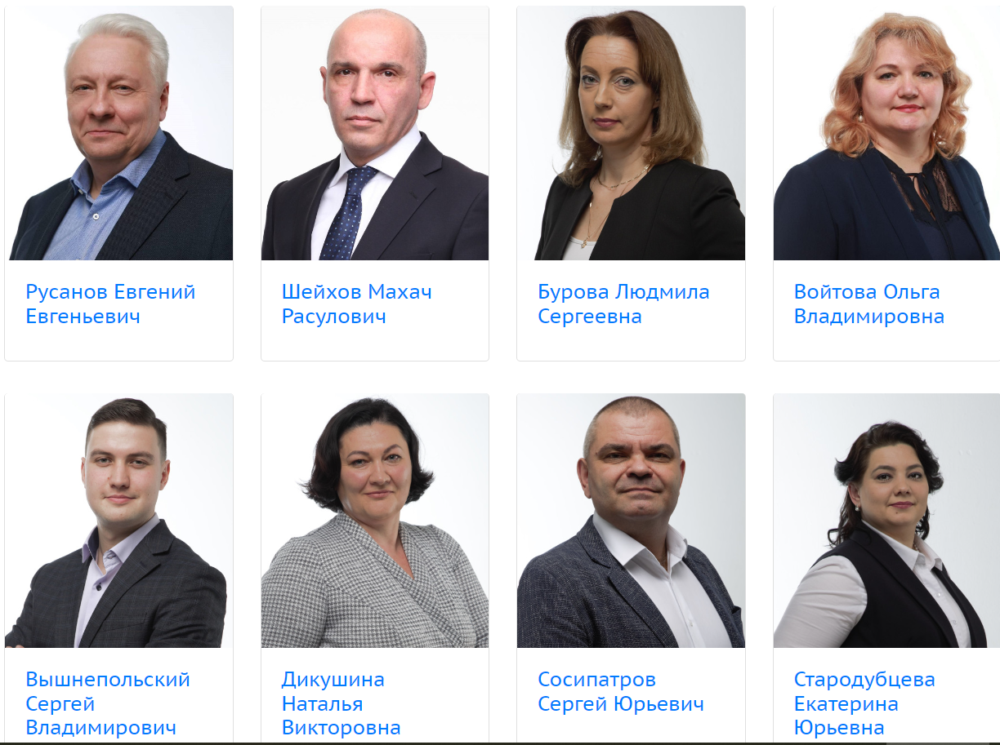 Русанов Евгений
Евгеньевич
Шейхов Махач
Расулович
Бурова Людмила
Сергеевна
Войтова Ольга
Владимировна
Вышнепольский
Сергей
Владимирович
Дикушина
Наталья
Викторовна
Сосипатров
Сергей Юрьевич
Стародубцева
Екатерина
Юрьевна